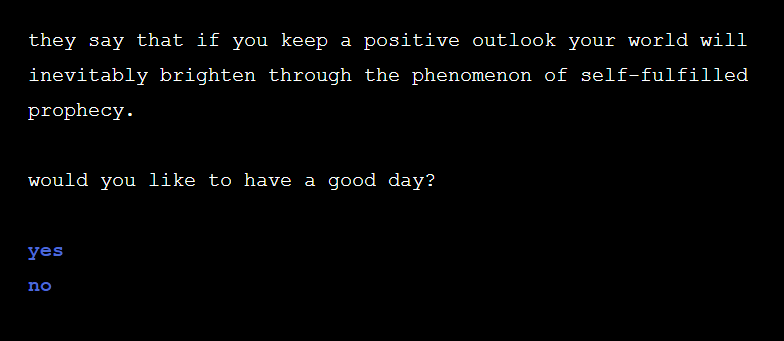 they say that if you keep a positive outlook your world will
inevitably brighten through the phenomenon of self-fulfilled
prophecy.
would you like to have a good day?
yes
no